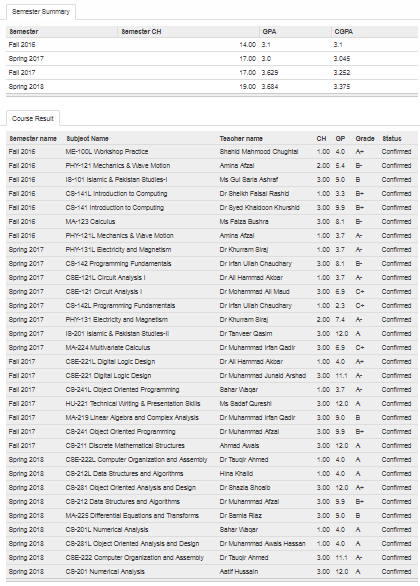 Semester Summary
Semester Semester CH GPA CGPA
Fall 2016 14.00 3.1 3.1
Spring 2017 17.00 3.0 3.045
Fall 2017 17.00 3.629 3.252
Spring 2018 19.00 3.684 3.375
Course Result
Semester name Subject Name Teacher name CH GP Grade Status
Fall 2016 ME-100L Workshop Practice Shahid Mahmood Chughtai 1.00 4.0 A+ Confirmed
Fall 2016 PHY-121 Mechanics & Wave Motion Amina Afzal 2.00 5.4 B- Confirmed
Fall 2016 IS-101 Islamic & Pakistan Studies-I Ms Gul Saria Ashraf 3.00 9.0 B Confirmed
Fall 2016 CS-141L Introduction to Computing Dr Sheikh Faisal Rashid 1.00 3.3 B+ Confirmed
Fall 2016 CS-141 Introduction to Computing Dr Syed Khaldoon Khurshid 3.00 9.9 B+ Confirmed
Fall 2016 MA-123 Calculus Ms Faiza Bushra 3.00 8.1 B- Confirmed
Fall 2016 PHY-121L Mechanics & Wave Motion Amina Afzal 1.00 3.7 A- Confirmed
Spring 2017 PHY-131L Electricity and Magnetism Dr Khurram Siraj 1.00 3.7 A- Confirmed
Spring 2017 CS-142 Programming Fundamentals Dr Irfan Ullah Chaudhary 3.00 8.1 B- Confirmed
Spring 2017 CSE-121L Circuit Analysis I Dr Ali Hammad Akbar 1.00 3.7 A- Confirmed
Spring 2017 CSE-121 Circuit Analysis I Dr Mohammad Ali Maud 3.00 6.9 C+ Confirmed
Spring 2017 CS-142L Programming Fundamentals Dr Irfan Ullah Chaudhary 1.00 2.3 C+ Confirmed
Spring 2017 PHY-131 Electricity and Magnetism Dr Khurram Siraj 2.00 7.4 A- Confirmed
Spring 2017 IS-201 Islamic & Pakistan Studies-II Dr Tanveer Qasim 3.00 12.0 A Confirmed
Spring 2017 MA-224 Multivariate Calculus Dr Muhammad Irfan Qadir 3.00 6.9 C+ Confirmed
Fall 2017 CSE-221L Digital Logic Design Dr Ali Hammad Akbar 1.00 4.0 A+ Confirmed
Fall 2017 CSE-221 Digital Logic Design Dr Muhammad Junaid Arshad 3.00 11.1 A- Confirmed
Fall 2017 CS-241L Object Oriented Programming Sahar Waqar 1.00 3.7 A- Confirmed
Fall 2017 HU-221 Technical Writing & Presentation Skills Ms Sadaf Qureshi 3.00 12.0 A Confirmed
Fall 2017 MA-219 Linear Algebra and Complex Analysis Dr Muhammad Irfan Qadir 3.00 9.0 B Confirmed
Fall 2017 CS-241 Object Oriented Programming Dr Muhammad Afzal 3.00 9.9 B+ Confirmed
Fall 2017 CS-211 Discrete Mathematical Structures Ahmad Awais 3.00 12.0 A Confirmed
Spring 2018 CSE-222L Computer Organization and Assembly Dr Tauqir Ahmed 1.00 4.0 A Confirmed
Spring 2018 CS-212L Data Structures and Algorithms Hina Khalid 1.00 4.0 A Confirmed
Spring 2018 CS-281 Object Oriented Analysis and Design Dr Shazia Shoaib 3.00 12.0 A+ Confirmed
Spring 2018 CS-212 Data Structures and Algorithms Dr Muhammad Afzal 3.00 9.9 B+ Confirmed
Spring 2018 MA-225 Differential Equations and Transforms Dr Samia Riaz 3.00 9.0 B Confirmed
Spring 2018 CS-201L Numerical Analysis Sahar Waqar 1.00 4.0 A Confirmed
Spring 2018 CS-281L Object Oriented Analysis and Design Dr Muhammad Awais Hassan 1.00 4.0 A Confirmed
Spring 2018 CSE-222 Computer Organization and Assembly Dr Tauqir Ahmed 3.00 11.1 A- Confirmed
Spring 2018 CS-201 Numerical Analysis Aatif Hussain 3.00 12.0 A Confirmed